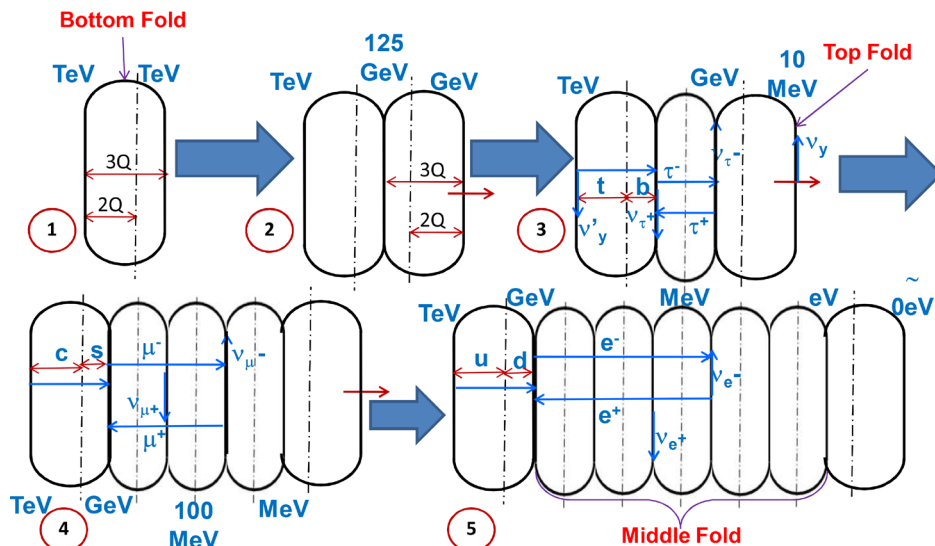 Bottom Fold
TeV
TeV
3Q
2Q
1
TeV
125
GeV
GeV
3Q
2Q
2
TeV
GeV
10
MeV
Top Fold
t
b
τ-
ντ-
ντ+
τ+
ν'y
νy
3
c
s
μ-
νμ-
νμ+
μ+
TeV
GeV
100
MeV
MeV
4
TeV
GeV
MeV
eV
~
0eV
u
d
e-
νe-
e+
νe+
5
Middle Fold